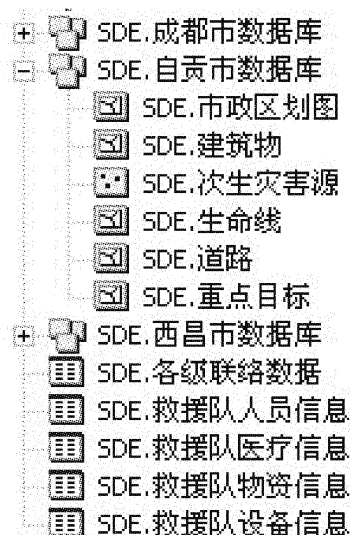 SDE.成都市数据库
SDE.自贡市数据库
SDE.市政区划图
SDE.建筑物
SDE.次生灾害源
SDE.生命线
SDE.道路
SDE.重点目标
SDE.西昌市数据库
SDE.各级联络数据
SDE.救援队人员信息
SDE.救援队医疗信息
SDE.救援队物资信息
SDE.救援队设备信息